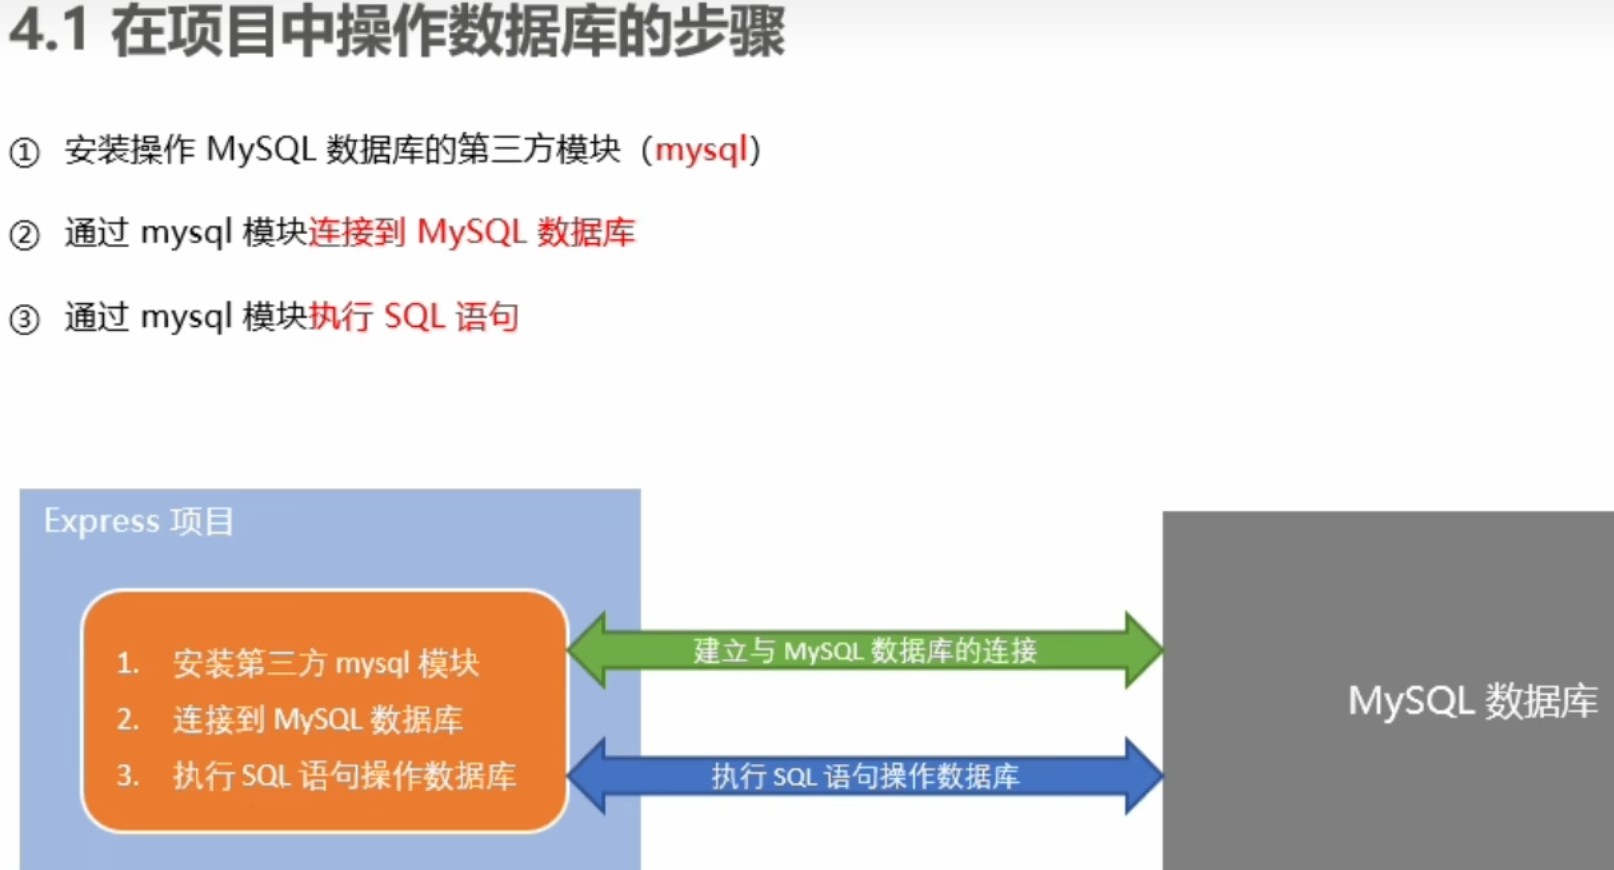 4.1 在项目中操作数据库的步骤
① 安装操作 MySQL 数据库的第三方模块（mysql）
② 通过 mysql 模块连接到 MySQL 数据库
③ 通过 mysql 模块执行 SQL 语句
Express 项目
1. 安装第三方 mysql 模块
2. 连接到 MySQL 数据库
3. 执行 SQL 语句操作数据库
建立与 MySQL 数据库的连接
执行 SQL 语句操作数据库
MySQL 数据库